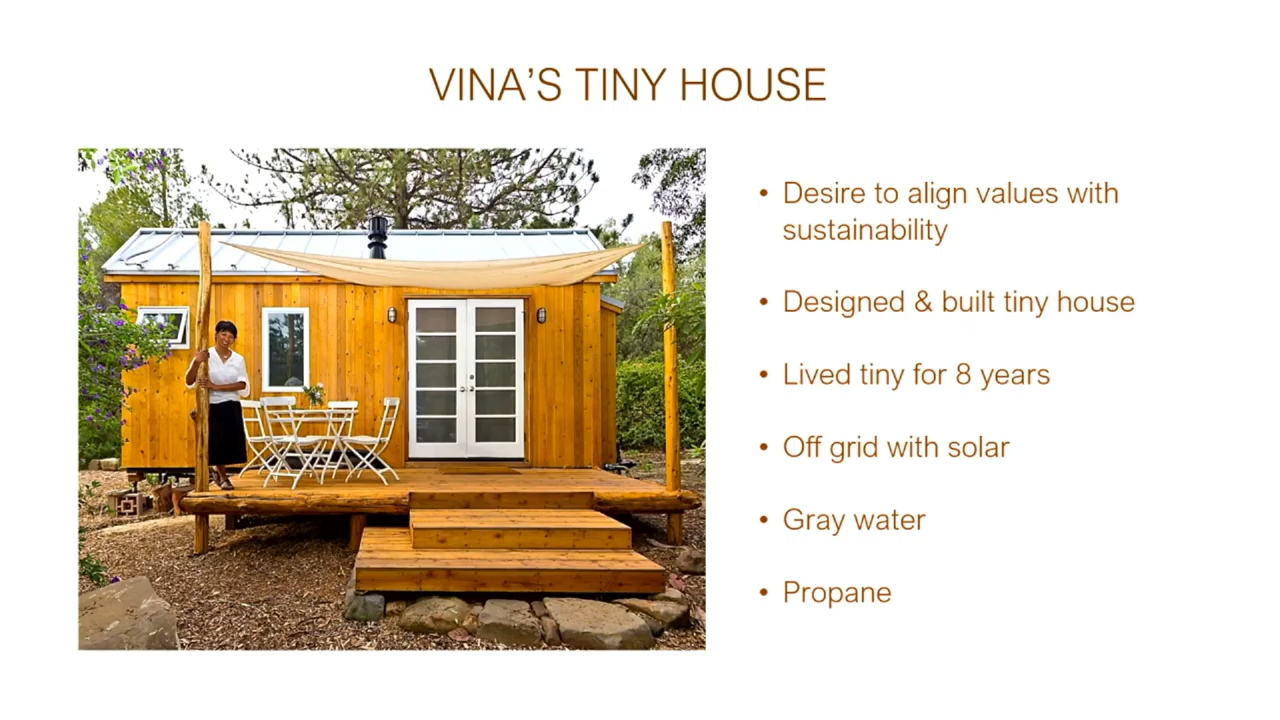 VINA’S TINY HOUSE
• Desire to align values with
sustainability
• Designed & built tiny house
• Lived tiny for 8 years
• Off grid with solar
• Gray water
• Propane